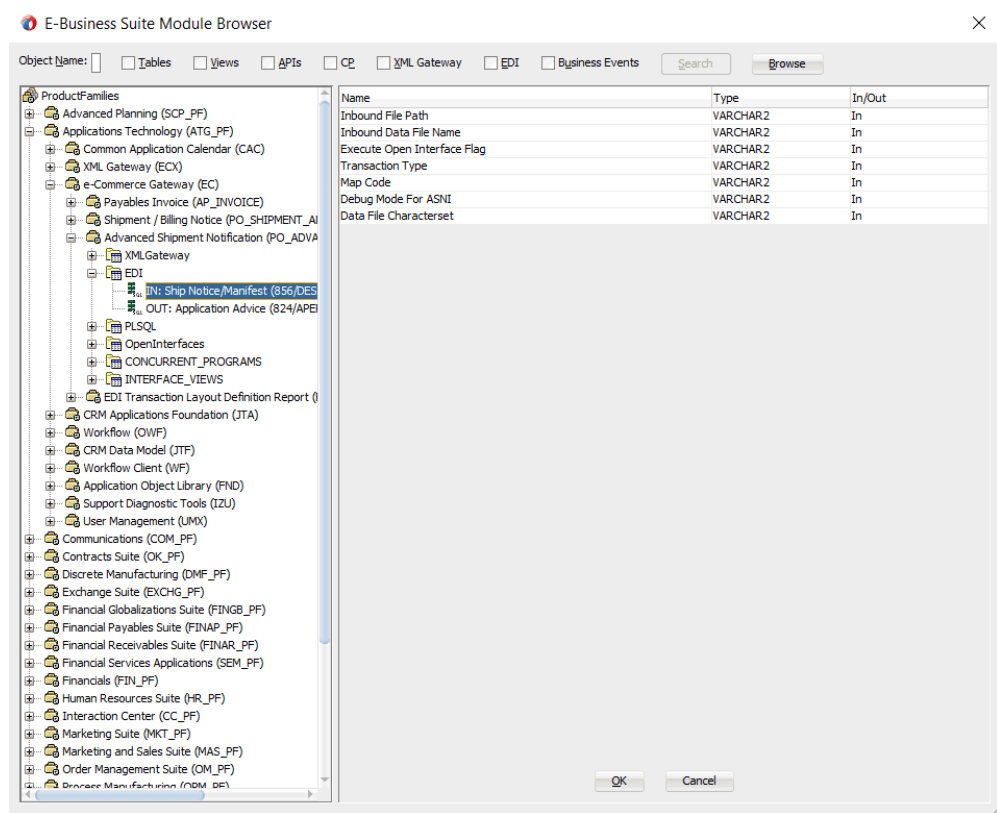 E-Business Suite Module Browser
Object Name: Tables Views APIs CP XML Gateway EDI Business Events Search Browse
ProductFamilies
Advanced Planning (SCP_PF)
Applications Technology (ATG_PF)
Common Application Calendar (CAC)
XML Gateway (ECX)
e-Commerce Gateway (EC)
Payables Invoice (AP_INVOICE)
Shipment / Billing Notice (PO_SHIPMENT_AI
Advanced Shipment Notification (PO_ADVA
XMLGateway
EDI
IN: Ship Notice/Manifest (856/DES
OUT: Application Advice (824/APEI
PLSQL
OpenInterfaces
CONCURRENT_PROGRAMS
INTERFACE_VIEWS
EDI Transaction Layout Definition Report (I
CRM Applications Foundation (JTA)
Workflow (OWF)
CRM Data Model (JTF)
Workflow Client (WF)
Application Object Library (FND)
Support Diagnostic Tools (IZU)
User Management (UMX)
Communications (COM_PF)
Contracts Suite (OK_PF)
Discrete Manufacturing (DMF_PF)
Exchange Suite (EXCHG_PF)
Financial Globalizations Suite (FINGB_PF)
Financial Payables Suite (FINAP_PF)
Financial Receivables Suite (FINAR_PF)
Financial Services Applications (SEM_PF)
Financials (FIN_PF)
Human Resources Suite (HR_PF)
Interaction Center (CC_PF)
Marketing Suite (MKT_PF)
Marketing and Sales Suite (MAS_PF)
Order Management Suite (OM_PF)
Process Manufacturing (OPM_PF)
Name Type In/Out
Inbound File Path VARCHAR2 In
Inbound Data File Name VARCHAR2 In
Execute Open Interface Flag VARCHAR2 In
Transaction Type VARCHAR2 In
Map Code VARCHAR2 In
Debug Mode For ASNI VARCHAR2 In
Data File Characterset VARCHAR2 In
OK Cancel